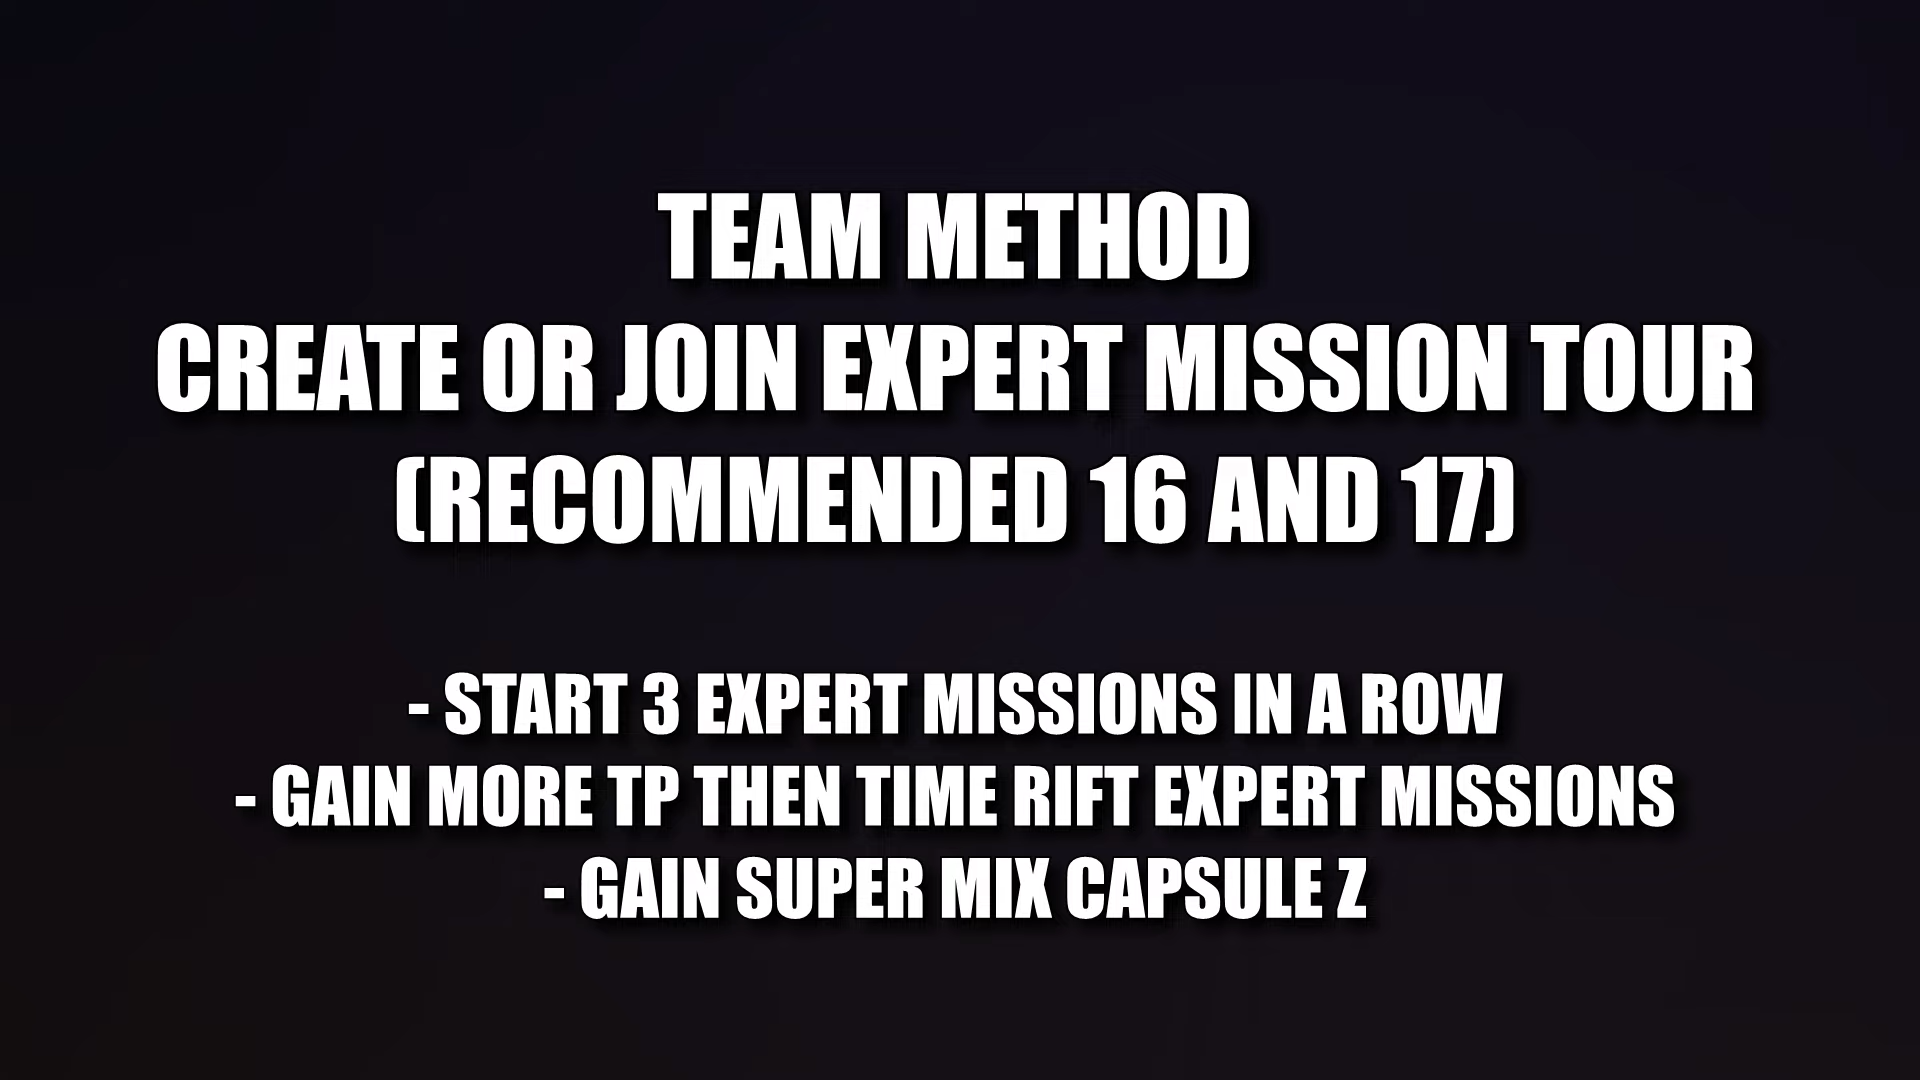 TEAM METHOD
CREATE OR JOIN EXPERT MISSION TOUR
(RECOMMENDED 16 AND 17)
- START 3 EXPERT MISSIONS IN A ROW
- GAIN MORE TP THEN TIME RIFT EXPERT MISSIONS
- GAIN SUPER MIX CAPSULE Z